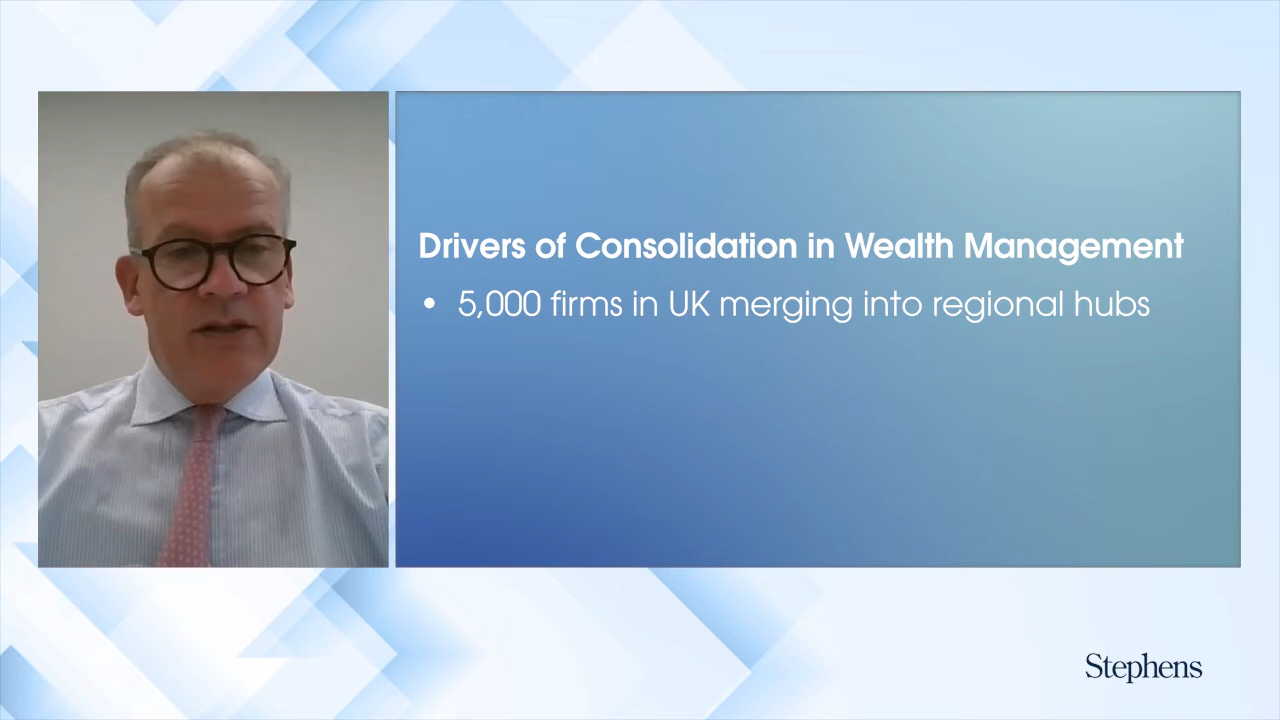 Drivers of Consolidation in Wealth Management
• 5,000 firms in UK merging into regional hubs
Stephens